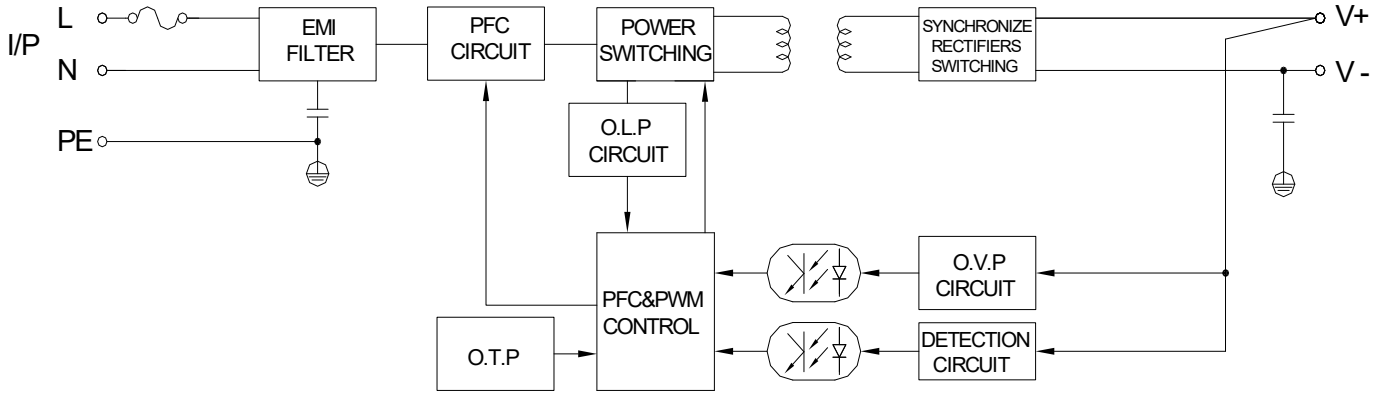 I/P
L
N
PE
EMI
FILTER
PFC
CIRCUIT
POWER
SWITCHING
SYNCHRONIZE
RECTIFIERS
SWITCHING
V+
V -
O.L.P
CIRCUIT
PFC&PWM
CONTROL
O.T.P
O.V.P
CIRCUIT
DETECTION
CIRCUIT